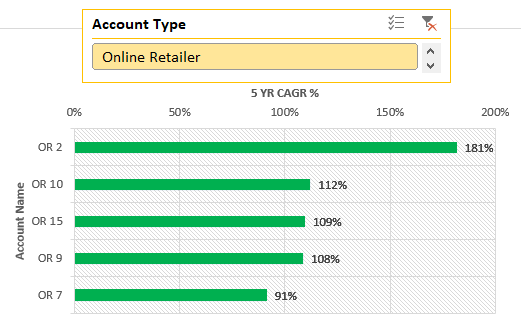 Account Type
Online Retailer
5 YR CAGR %
0% 50% 100% 150% 200%
Account Name
OR 2 181%
OR 10 112%
OR 15 109%
OR 9 108%
OR 7 91%